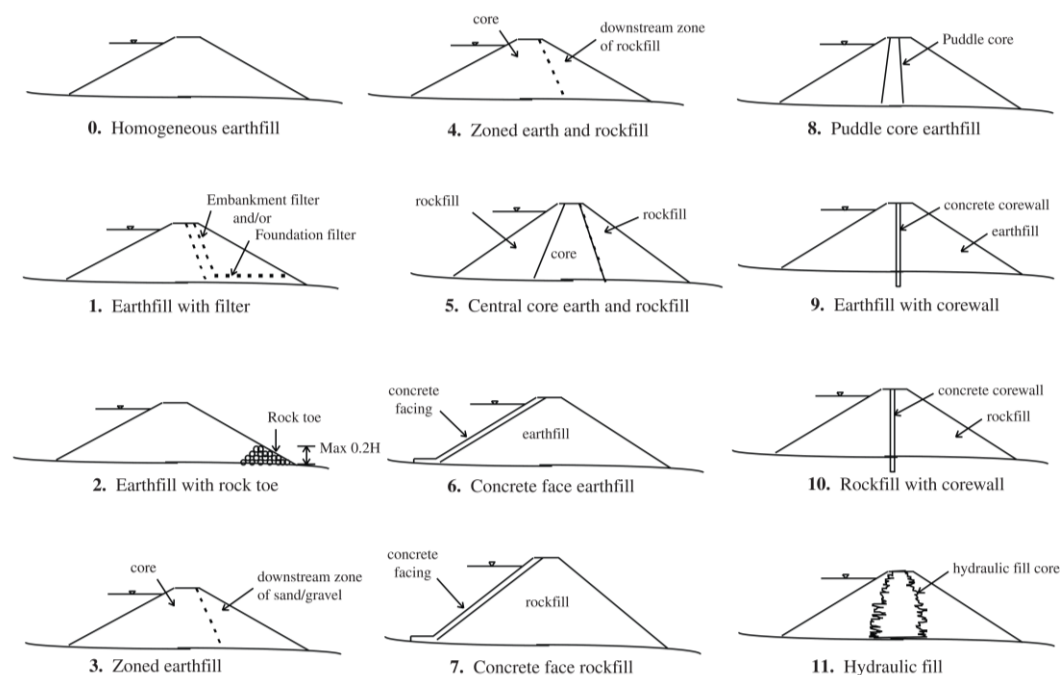 0. Homogeneous earthfill
Embankment filter
and/or
Foundation filter
1. Earthfill with filter
Rock toe
Max 0.2H
2. Earthfill with rock toe
core
downstream zone
of sand/gravel
3. Zoned earthfill
core
downstream zone
of rockfill
4. Zoned earth and rockfill
rockfill
rockfill
core
5. Central core earth and rockfill
concrete
facing
earthfill
6. Concrete face earthfill
concrete
facing
rockfill
7. Concrete face rockfill
Puddle core
8. Puddle core earthfill
concrete corewall
earthfill
9. Earthfill with corewall
concrete corewall
rockfill
10. Rockfill with corewall
hydraulic fill core
11. Hydraulic fill